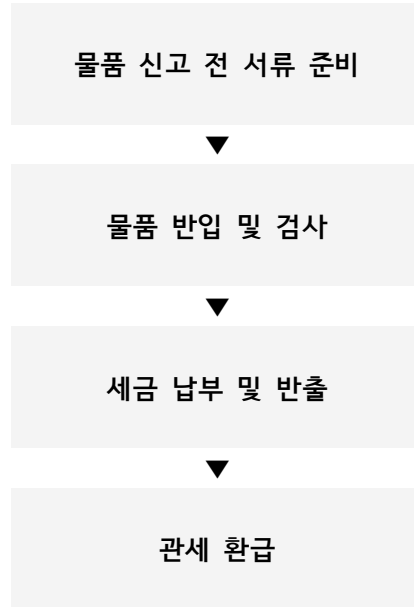 물품 신고 전 서류 준비
▼
물품 반입 및 검사
▼
세금 납부 및 반출
▼
관세 환급